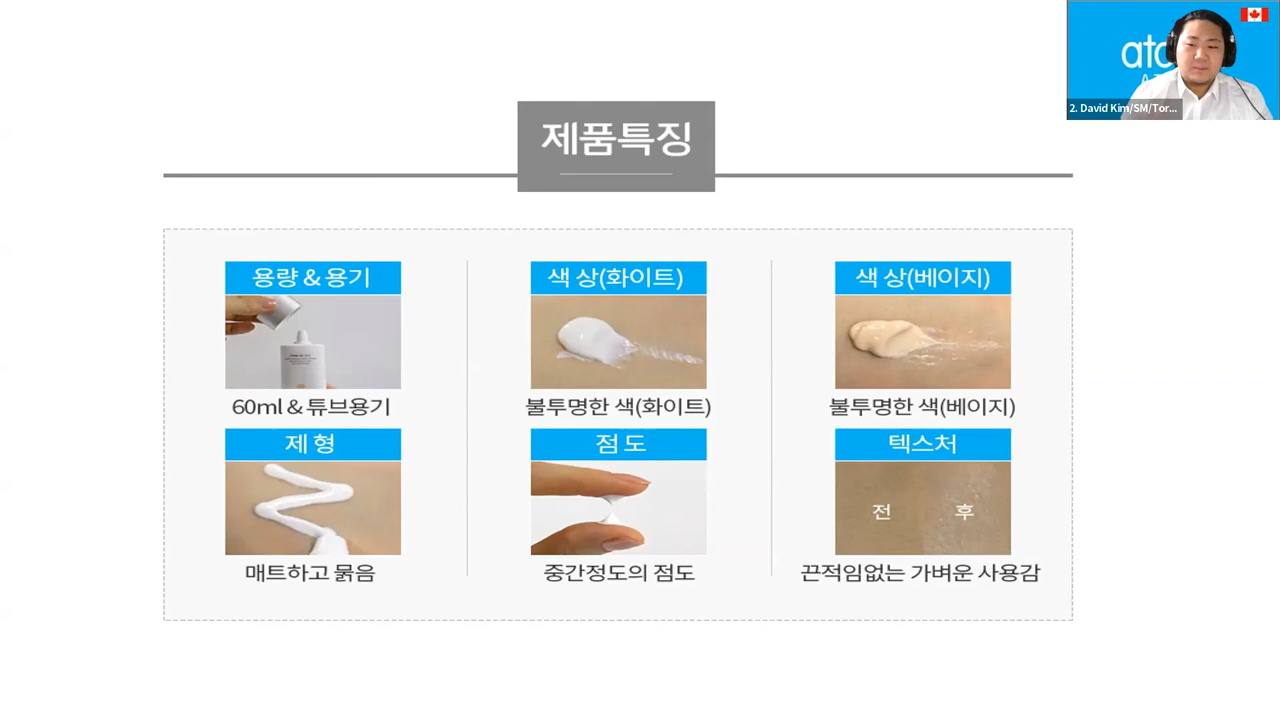 ato
2. David Kim/SM/Tor...
제품특징
용량 & 용기
색 상(화이트)
색 상(베이지)
60ml & 튜브용기
불투명한 색(화이트)
불투명한 색(베이지)
제 형
점 도
텍스처
전
후
매트하고 묽음
중간정도의 점도
끈적임없는 가벼운 사용감